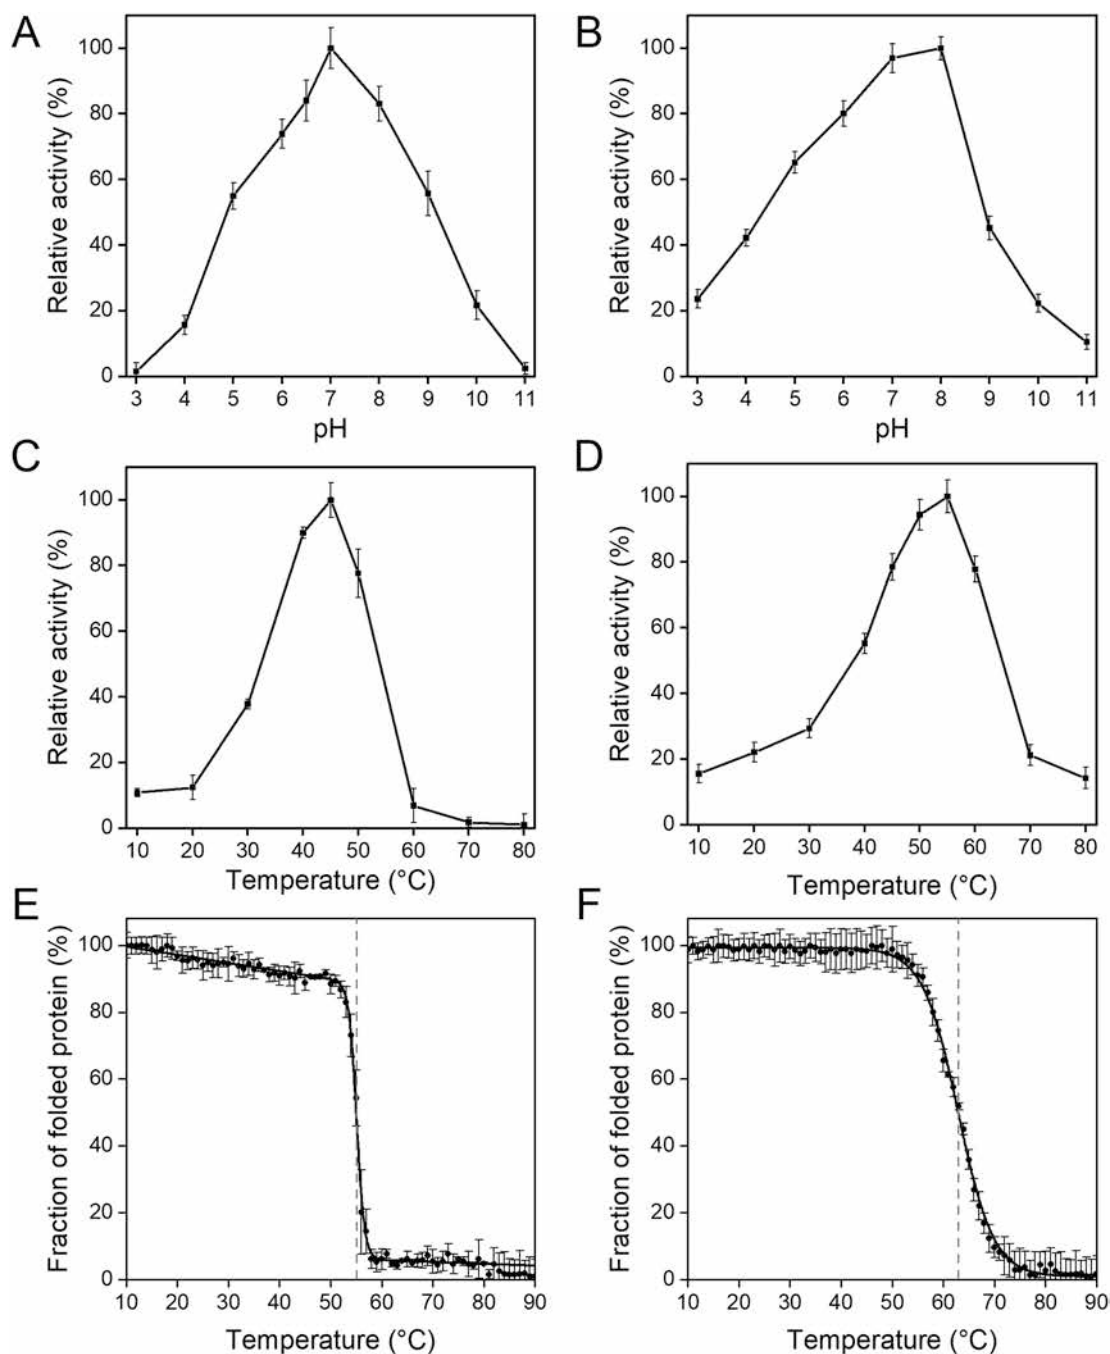 A
Relative activity (%)
100
80
60
40
20
0
3 4 5 6 7 8 9 10 11
pH
B
Relative activity (%)
100
80
60
40
20
0
3 4 5 6 7 8 9 10 11
pH
C
Relative activity (%)
100
80
60
40
20
0
10 20 30 40 50 60 70 80
Temperature (°C)
D
Relative activity (%)
100
80
60
40
20
0
10 20 30 40 50 60 70 80
Temperature (°C)
E
Fraction of folded protein (%)
100
80
60
40
20
0
10 20 30 40 50 60 70 80 90
Temperature (°C)
F
Fraction of folded protein (%)
100
80
60
40
20
0
10 20 30 40 50 60 70 80 90
Temperature (°C)